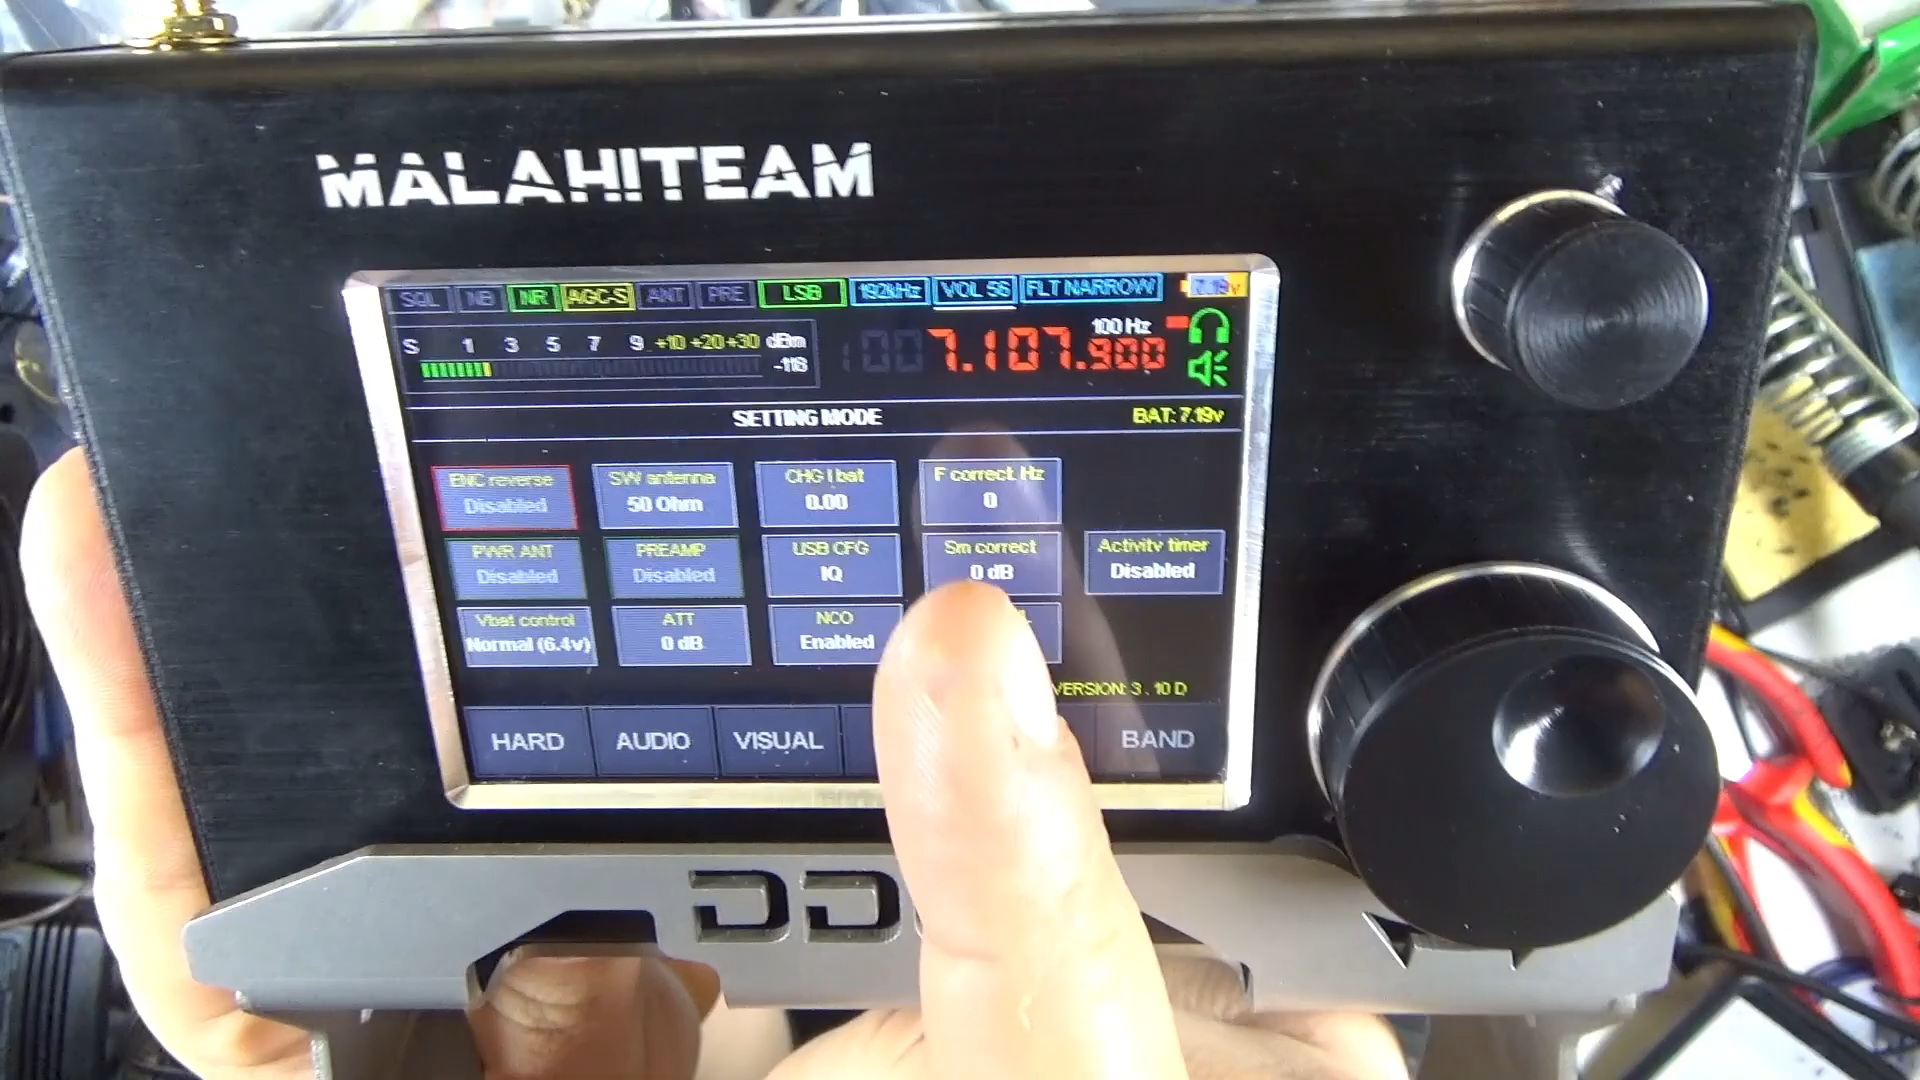 MALAHITEAM
SQL NB NR AGC-S ANT PRE LSB 192kHz VOL 56 FLT NARROW 7.19v
S 1 3 5 7 9 +10 +20 +30 dBm
-118
100 Hz
7.107.900
SETTING MODE BAT: 7.19v
ENC reverse SW antenna CHG I bat F correct. Hz
Disabled 50 Ohm 0.00 0
PWR ANT PREAMP USB CFG Sm correct Activity timer
Disabled Disabled IQ 0 dB Disabled
Vbat control ATT NCO
Normal (6.4v) 0 dB Enabled
VERSION: 3 . 10 D
HARD AUDIO VISUAL BAND
DD